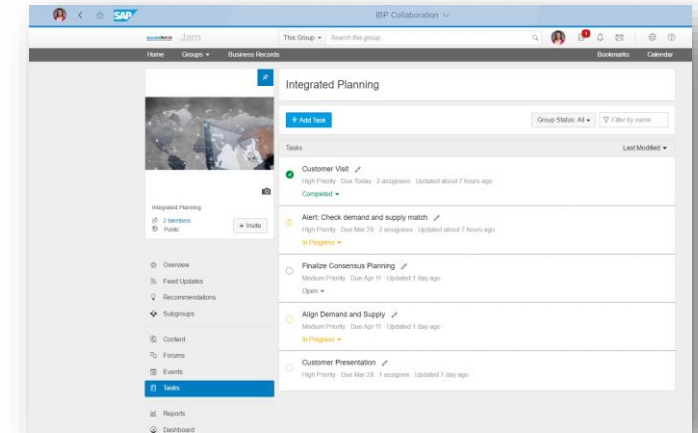 SAP
IBP Collaboration
Jam
This Group
Search this group...
Home
Groups
Business Records
Bookmarks
Calendar
Integrated Planning
+ Add Task
Group Status: All
Filter by name
Tasks
Last Modified
Customer Visit
High Priority · Due Today · 2 assignees · Updated about 7 hours ago
Completed
Alert: Check demand and supply match
High Priority · Due Mar 29 · 2 assignees · Updated about 7 hours ago
In Progress
Finalize Consensus Planning
Medium Priority · Due Apr 11 · Updated 1 day ago
Open
Align Demand and Supply
Medium Priority · Due Apr 11 · Updated 1 day ago
In Progress
Customer Presentation
High Priority · Due Mar 28 · 1 assignee · Updated 1 day ago
Integrated Planning
2 Members
Public
+ Invite
Overview
Feed Updates
Recommendations
Subgroups
Content
Forums
Events
Tasks
Reports
Dashboard